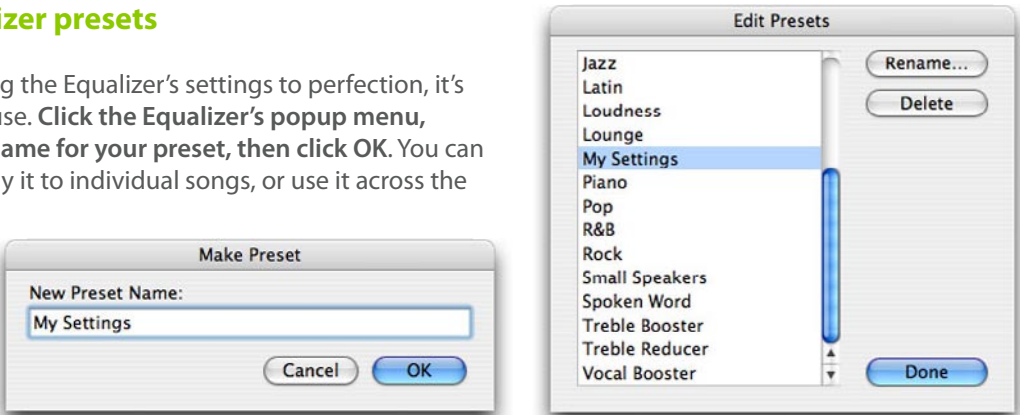 izer presets
g the Equalizer's settings to perfection, it's
use. Click the Equalizer's popup menu,
ame for your preset, then click OK. You can
y it to individual songs, or use it across the
Make Preset
New Preset Name:
My Settings
Cancel
OK
Edit Presets
Jazz
Latin
Loudness
Lounge
My Settings
Piano
Pop
R&B
Rock
Small Speakers
Spoken Word
Treble Booster
Treble Reducer
Vocal Booster
Rename...
Delete
Done